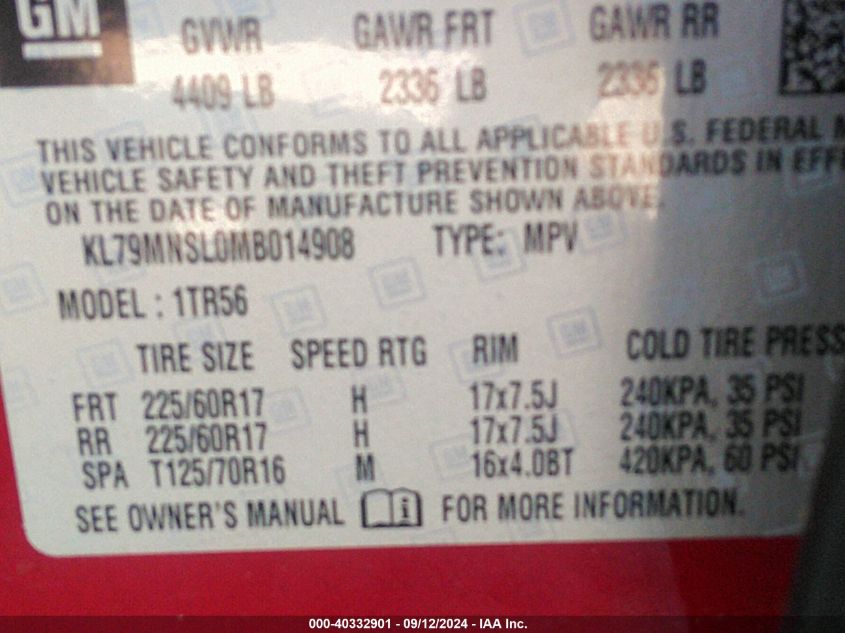 GM
GVWR GAWR FRT GAWR RR
4409 LB 2336 LB 2336 LB
THIS VEHICLE CONFORMS TO ALL APPLICABLE U.S. FEDERAL M
VEHICLE SAFETY AND THEFT PREVENTION STANDARDS IN EFFE
ON THE DATE OF MANUFACTURE SHOWN ABOVE.
KL79MNSL0MB014908 TYPE: MPV
MODEL : 1TR56
TIRE SIZE SPEED RTG RIM COLD TIRE PRESS
FRT 225/60R17 H 17x7.5J 240KPA, 35 PSI
RR 225/60R17 H 17x7.5J 240KPA, 35 PSI
SPA T125/70R16 M 16x4.0BT 420KPA, 60 PSI
SEE OWNER'S MANUAL i FOR MORE INFORMATION.
000-40332901 - 09/12/2024 - IAA Inc.